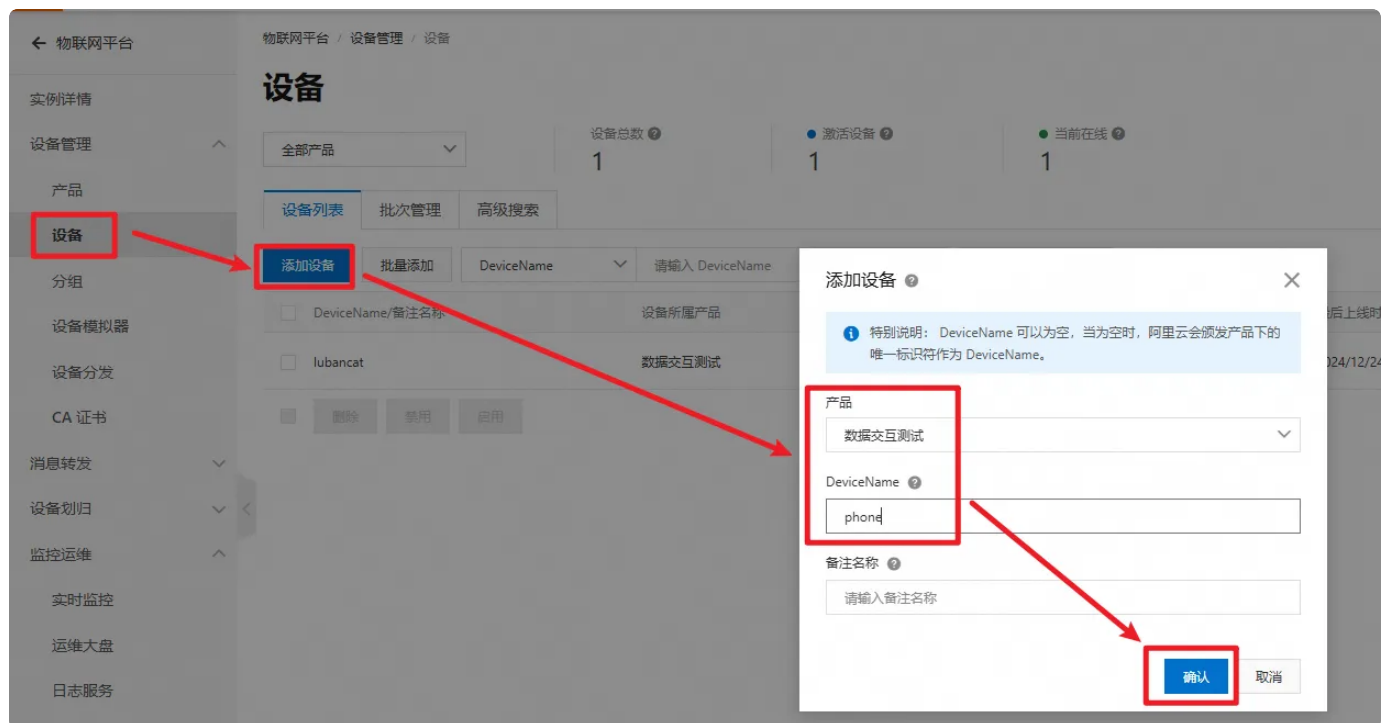 物联网平台
物联网平台 / 设备管理 / 设备
设备
实例详情
设备管理
产品
设备
分组
设备模拟器
设备分发
CA 证书
消息转发
设备划归
监控运维
实时监控
运维大盘
日志服务
全部产品
设备总数
1
激活设备
1
当前在线
1
设备列表 批次管理 高级搜索
添加设备 批量添加 DeviceName 请输入 DeviceName
DeviceName/备注名称 设备所属产品 后上线时
lubancat 数据交互测试 024/12/24
删除 禁用 启用
添加设备
特别说明: DeviceName 可以为空，当为空时，阿里云会颁发产品下的
唯一标识符作为 DeviceName。
产品
数据交互测试
DeviceName
phone
备注名称
请输入备注名称
确认 取消